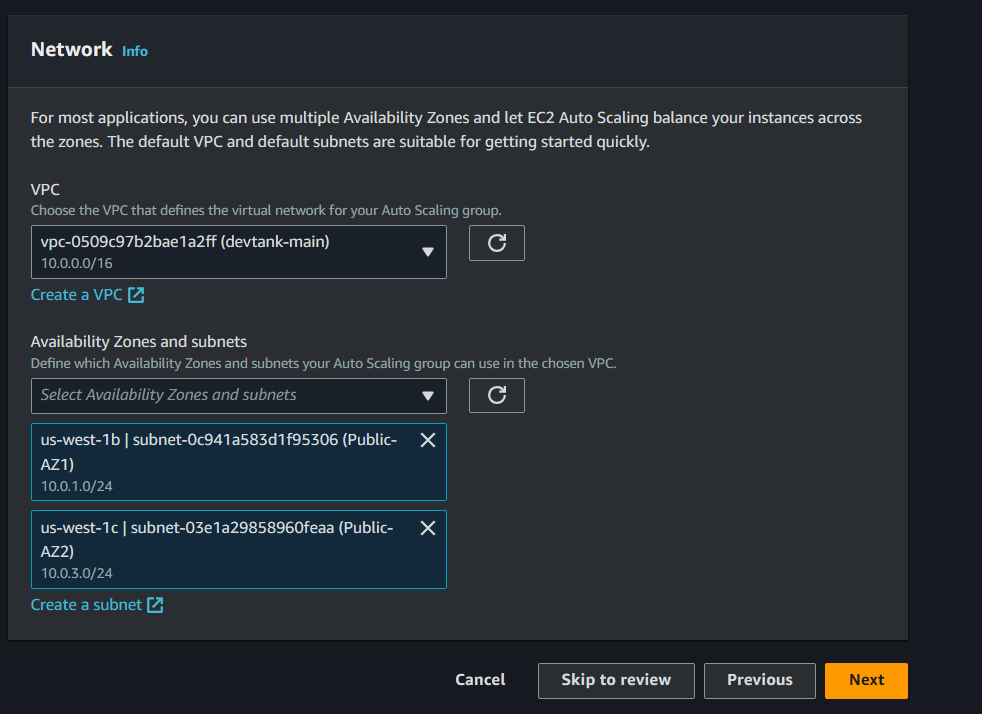 Network Info
For most applications, you can use multiple Availability Zones and let EC2 Auto Scaling balance your instances across
the zones. The default VPC and default subnets are suitable for getting started quickly.
VPC
Choose the VPC that defines the virtual network for your Auto Scaling group.
vpc-0509c97b2bae1a2ff (devtank-main)
10.0.0.0/16
Create a VPC
Availability Zones and subnets
Define which Availability Zones and subnets your Auto Scaling group can use in the chosen VPC.
Select Availability Zones and subnets
us-west-1b | subnet-0c941a583d1f95306 (Public-
AZ1)
10.0.1.0/24
us-west-1c | subnet-03e1a29858960feaa (Public-
AZ2)
10.0.3.0/24
Create a subnet
Cancel Skip to review Previous Next